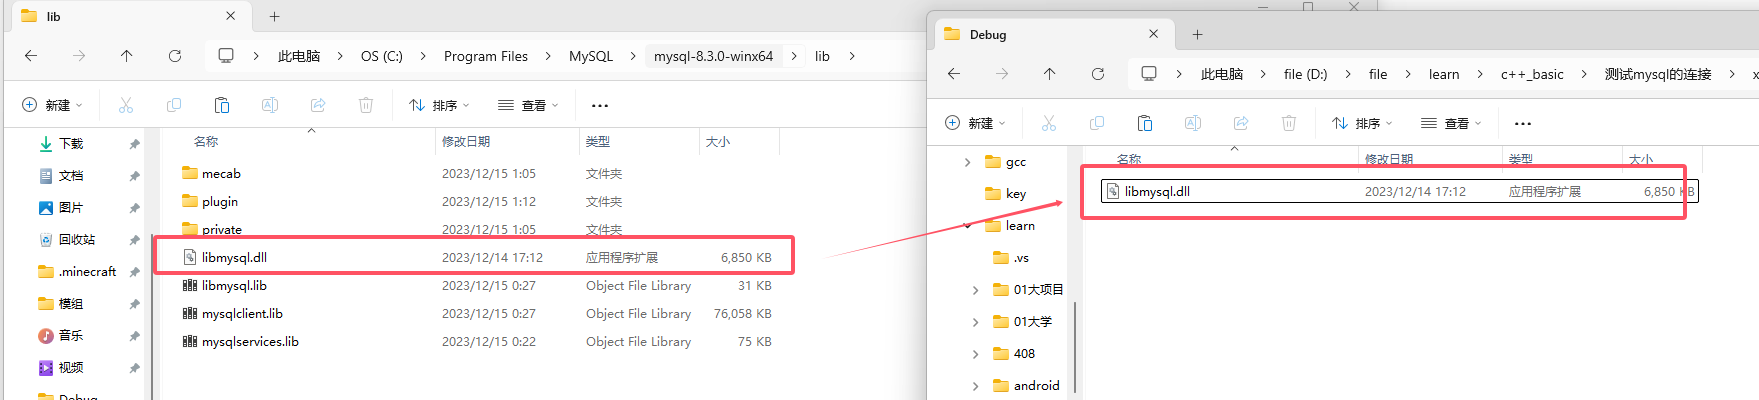 lib
此电脑 OS (C:) Program Files MySQL mysql-8.3.0-winx64 lib
新建 排序 查看
名称 修改日期 类型 大小
下载
文档
图片
回收站
.minecraft
模组
音乐
视频
Debug
mecab 2023/12/15 1:05 文件夹
plugin 2023/12/15 1:12 文件夹
private 2023/12/15 1:05 文件夹
libmysql.dll 2023/12/14 17:12 应用程序扩展 6,850 KB
libmysql.lib 2023/12/15 0:27 Object File Library 31 KB
mysqlclient.lib 2023/12/15 0:27 Object File Library 76,058 KB
mysqlservices.lib 2023/12/15 0:22 Object File Library 75 KB
Debug
此电脑 file (D:) file learn c++_basic 测试mysql的连接 x
新建 排序 查看
名称 修改日期 类型 大小
gcc
key
learn
.vs
01大项目
01大学
408
android
libmysql.dll 2023/12/14 17:12 应用程序扩展 6,850 KB